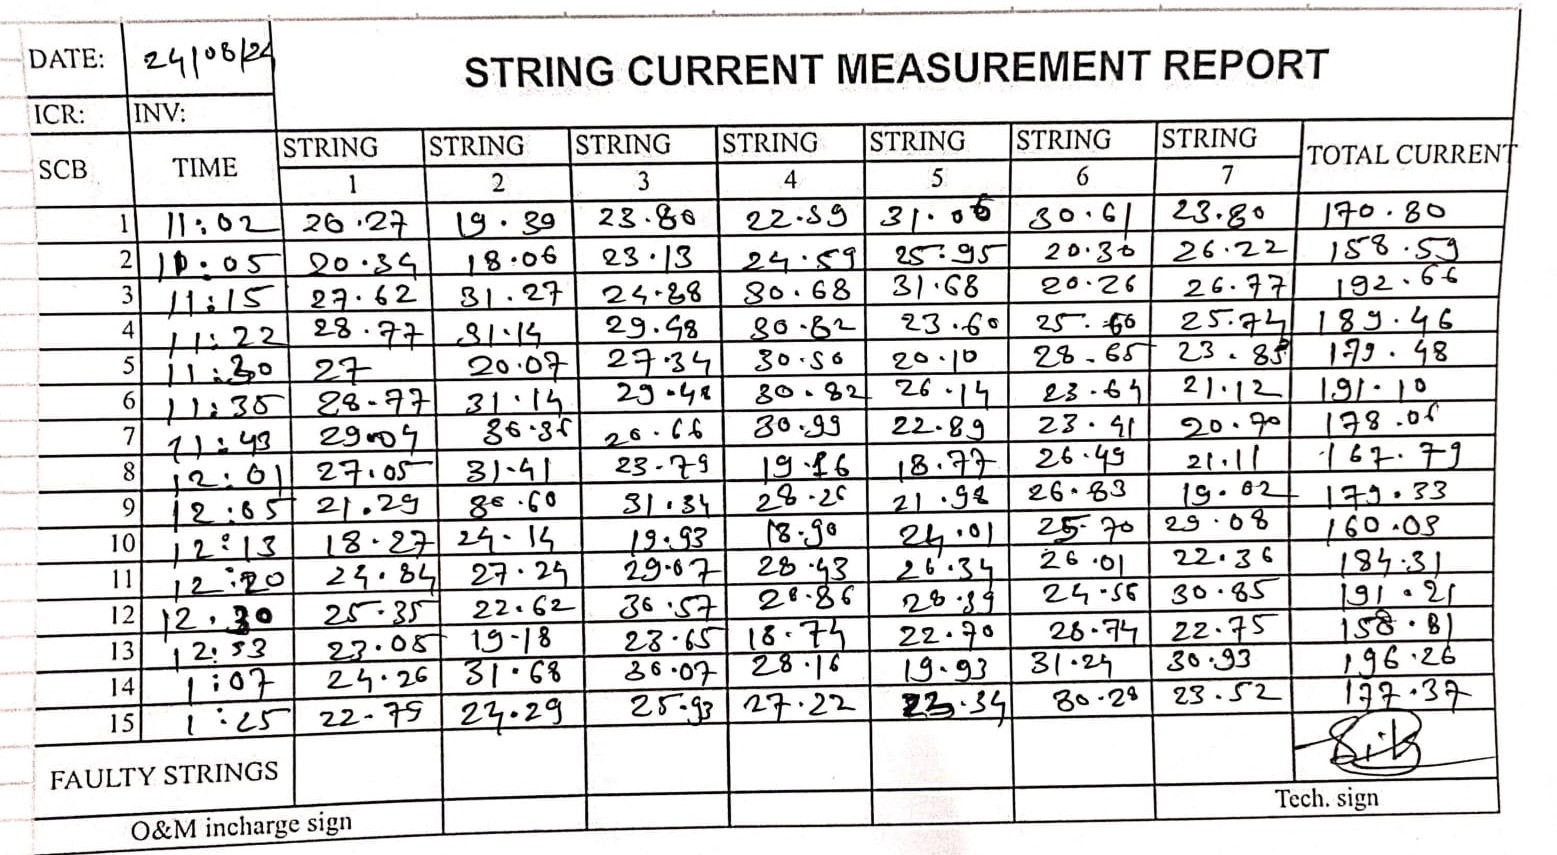 DATE: 24/08/24 STRING CURRENT MEASUREMENT REPORT
ICR: INV:
SCB TIME STRING STRING STRING STRING STRING STRING STRING TOTAL CURRENT
1 2 3 4 5 6 7
1 11:02 26.27 19.39 23.80 22.59 31.06 30.61 23.80 170.80
2 11:05 20.34 18.06 23.13 24.59 25.95 20.30 26.22 158.59
3 11:15 27.62 31.27 24.88 30.68 31.68 20.26 26.77 192.66
4 11:22 28.77 31.14 29.48 30.82 23.60 25.60 25.74 189.46
5 11:30 27 20.07 27.34 30.50 20.10 28.65 23.85 179.48
6 11:35 28.77 31.14 29.48 30.82 26.14 23.64 21.12 191.10
7 11:43 29.04 26.66 30.99 22.89 23.41 20.70
8 12:01 27.05 31.41 23.79 19.16 18.77 26.49 21.11 167.79
9 12:05 21.29 30.60 31.34 28.26 21.98 26.83 19.02 179.33
10 12:13 18.27 24.14 19.93 18.90 24.01 25.70 29.08 160.03
11 12:20 24.84 27.24 29.07 28.43 26.34 26.01 22.36 184.31
12 12.30 25.35 22.62 30.57 28.86 28.39 24.56 30.85 191.21
13 12:53 23.05 19-18 23.65 18.74 22.70 28.74 22.75 158.81
14 1:07 24.26 31.68 30.07 28.16 19.93 31.24 30.93 196.26
15 1:25 22.75 24.29 25.93 27.22 23.34 30.28 23.52 177.37
FAULTY STRINGS
Tech. sign
O&M incharge sign